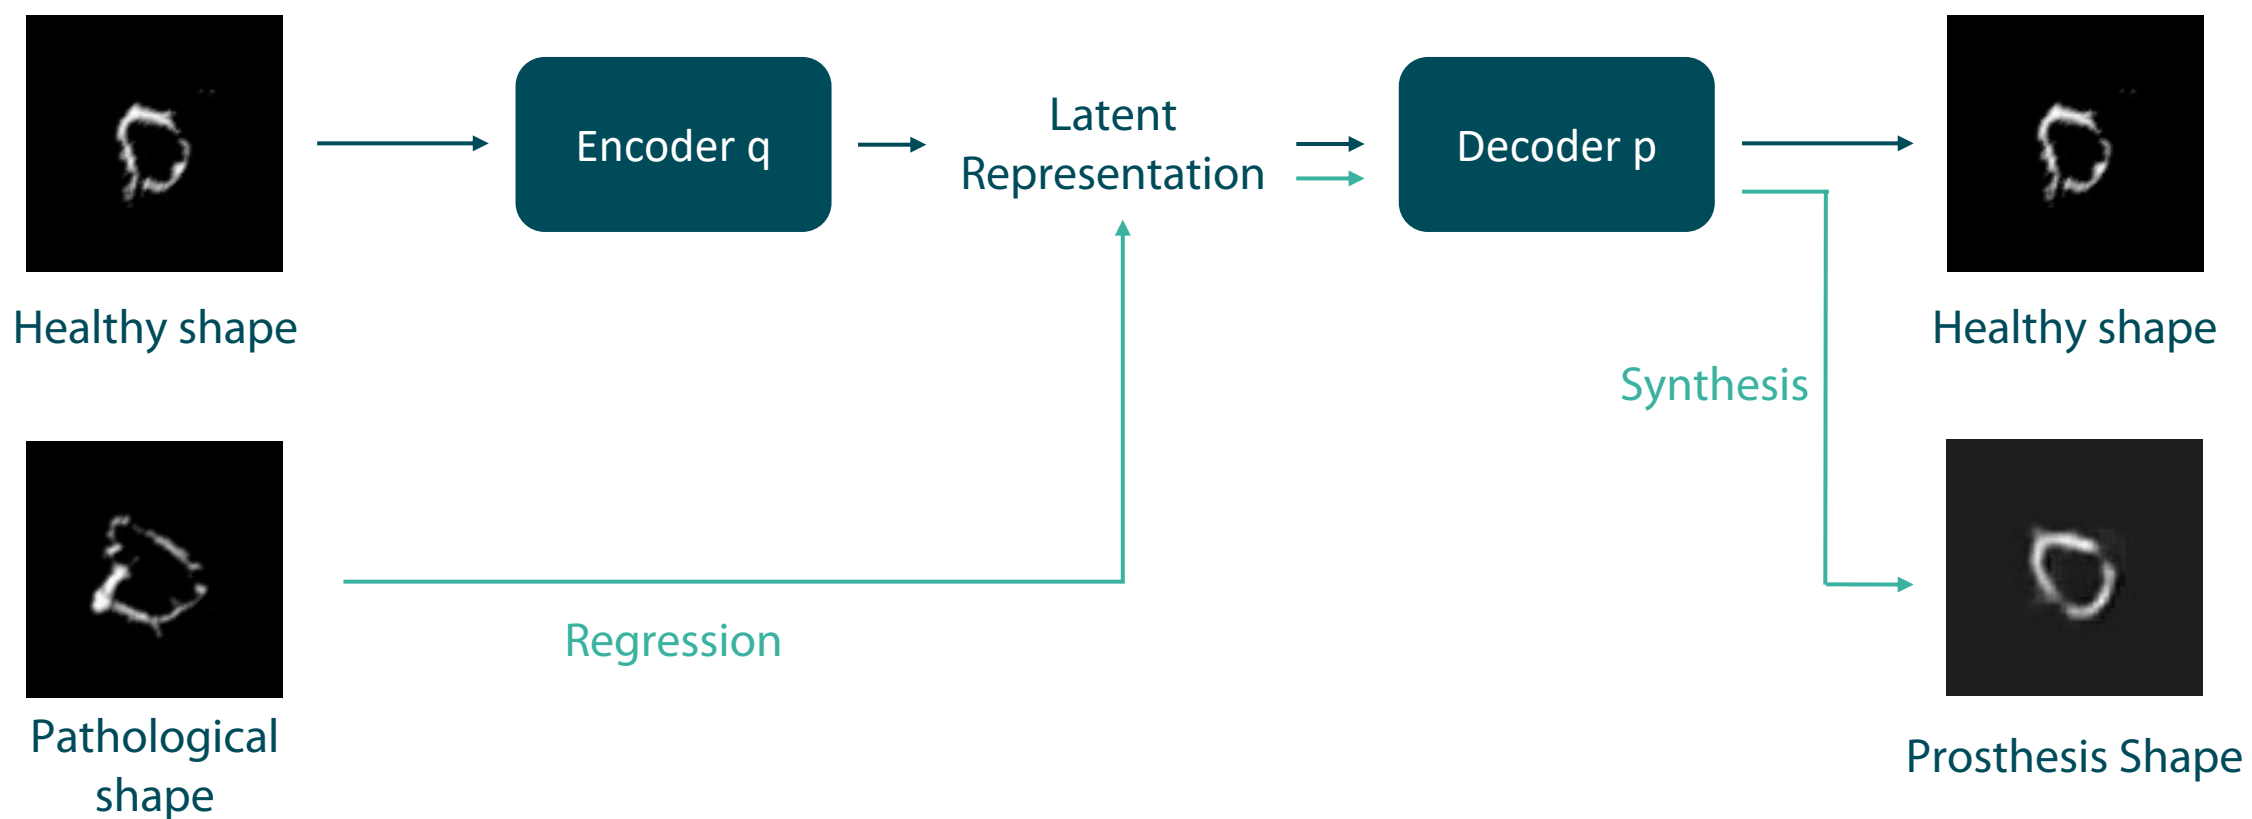 Encoder q
Latent
Representation
Decoder p
Healthy shape
Healthy shape
Synthesis
Regression
Pathological
shape
Prosthesis Shape